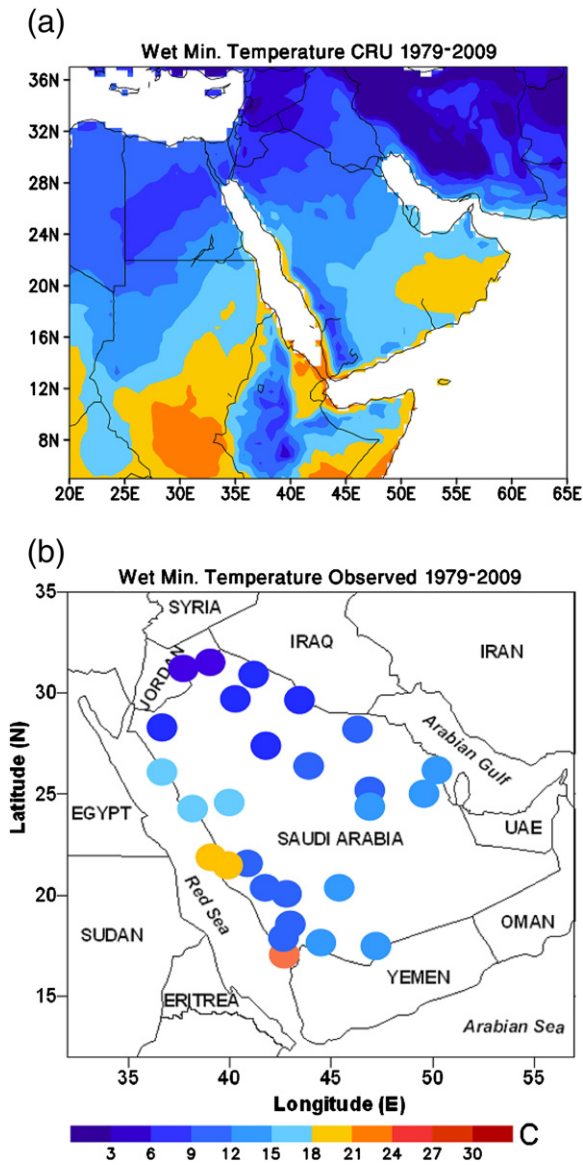 (a)
Wet Min. Temperature CRU 1979-2009
36N
32N
28N
24N
20N
16N
12N
8N
20E 25E 30E 35E 40E 45E 50E 55E 60E 65E
(b)
Wet Min. Temperature Observed 1979-2009
35
SYRIA
IRAQ
IRAN
JORDAN
30
Arabian Gulf
Latitude (N)
25
EGYPT
SAUDI ARABIA
UAE
20
Red Sea
OMAN
SUDAN
YEMEN
15
ERITREA
Arabian Sea
35 40 45 50 55
Longitude (E)
3 6 9 12 15 18 21 24 27 30 C